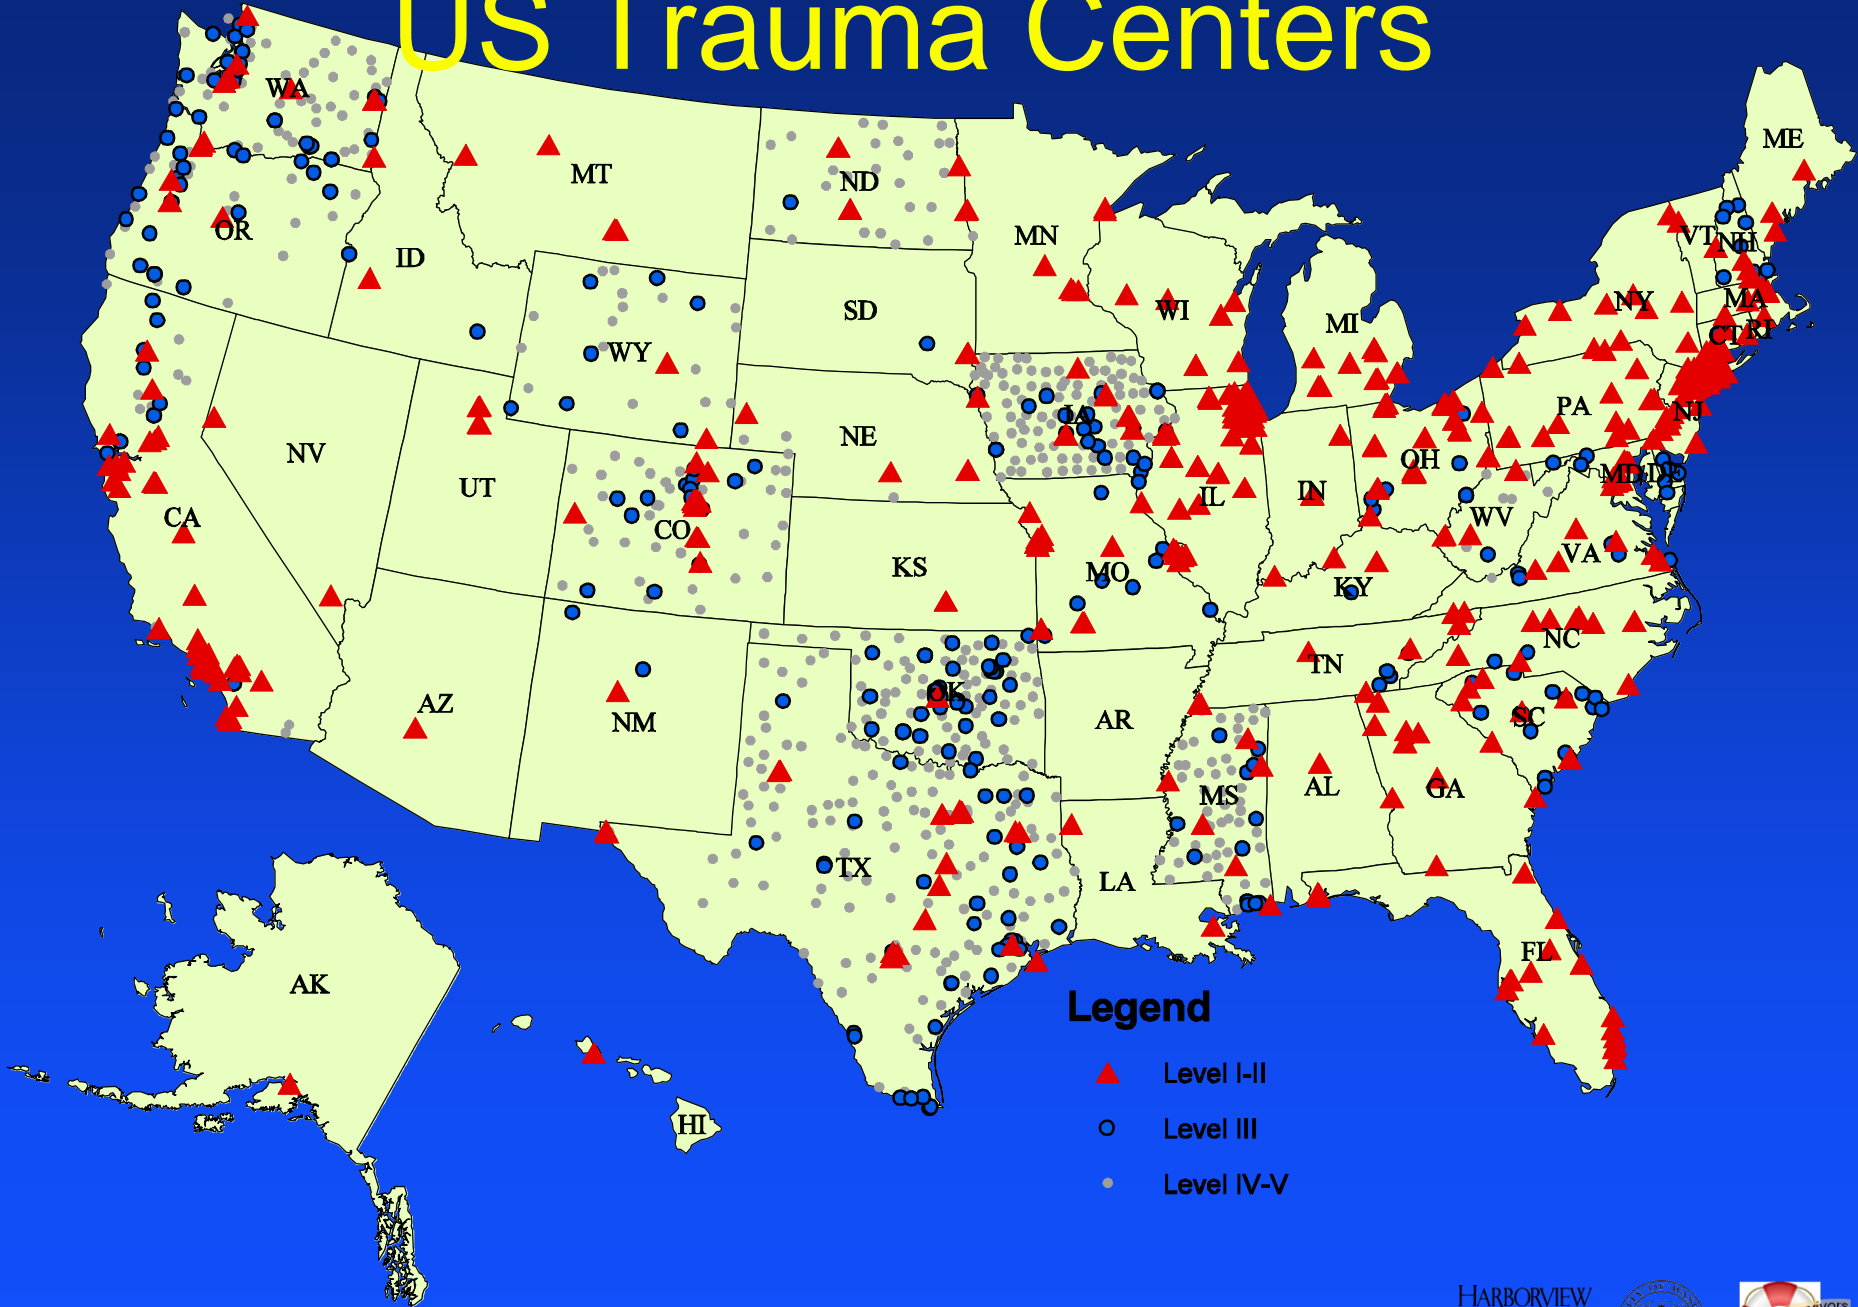 US Trauma Centers
WA
MT
ND
ME
OR
ID
MN
VT
NH
SD
WI
MI
NY
MA
WY
CT
RI
IA
NE
PA
NJ
NV
OH
UT
IL
IN
MD
DE
CA
CO
WV
KS
MO
VA
KY
NC
TN
AZ
NM
OK
AR
SC
MS
AL
GA
TX
LA
FL
AK
HI
Legend
Level I-II
Level III
Level IV-V
HARBORVIEW